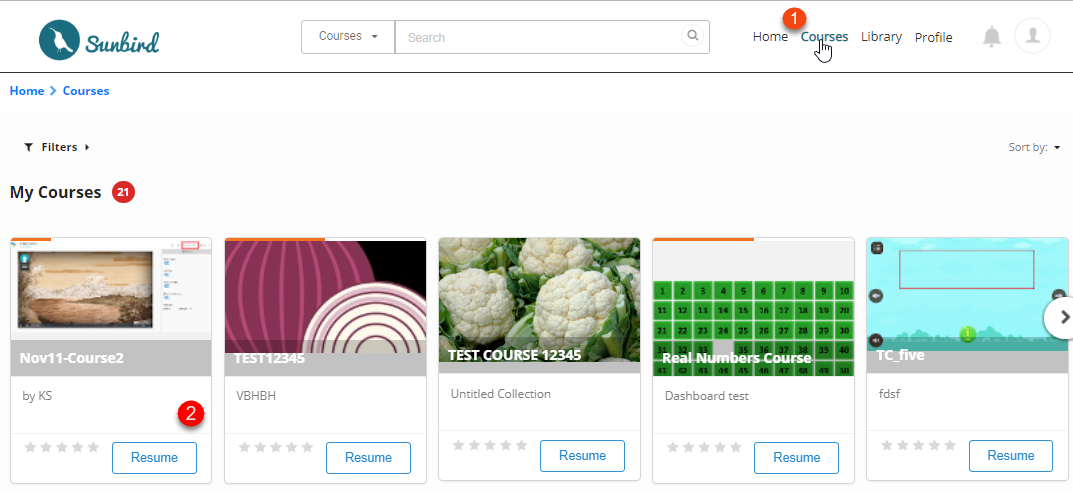 Sunbird
Courses
Search
1
Home Courses Library Profile
Home > Courses
Filters
Sort by:
My Courses 21
Nov11-Course2
by KS
2
Resume
TEST12345
VBHBH
Resume
TEST COURSE 12345
Untitled Collection
Resume
1 2 3 4 5 6 7 8 9 10
11 12 13 14 15 16 17 18 19 20
21 22 23 24 25 26 27 28 29 30
31 32 33 35 36 37 38 39 40
Real Numbers Course
41 42 43 44 45 46 47 48 49 50
Dashboard test
Resume
TC_five
fdsf
Resume